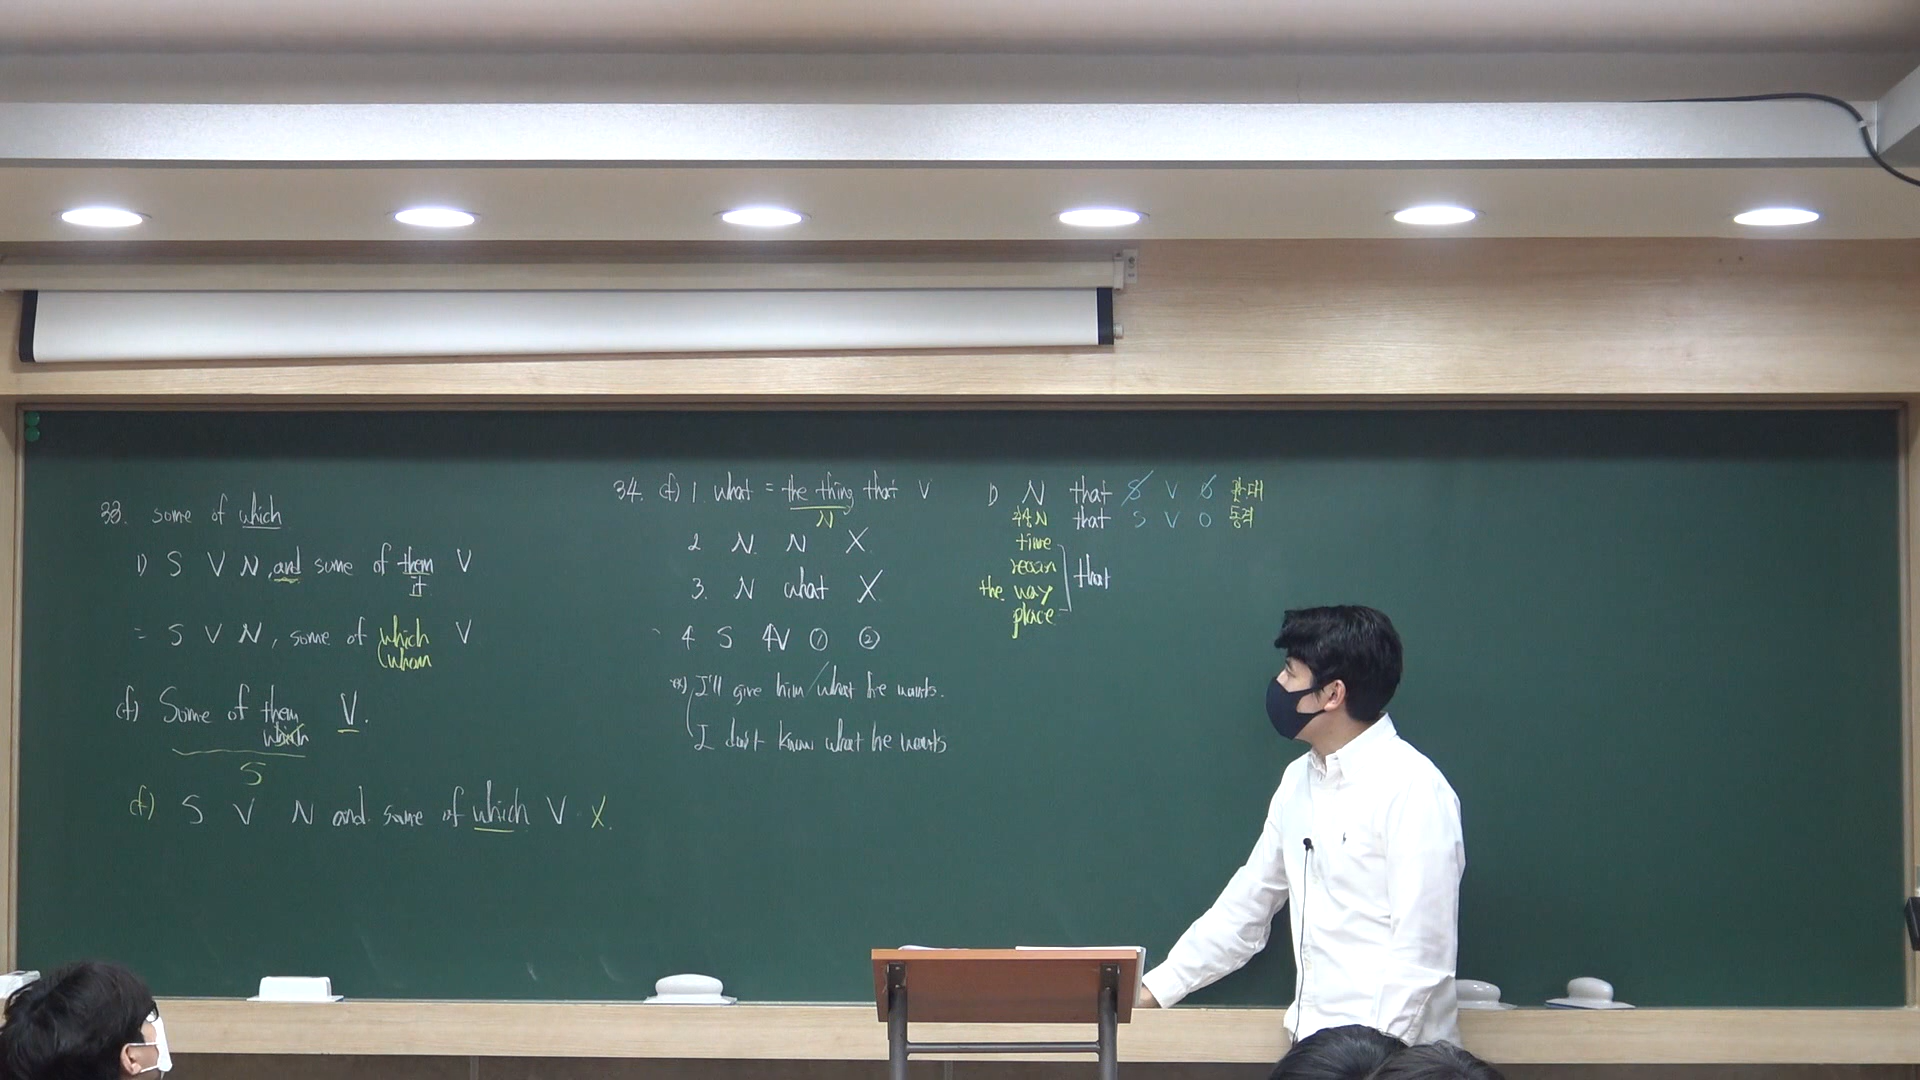 33. some of which
1) S V N, and some of them V
it
= S V N, some of which V
(whom
cf) Some of them V.
which
S
cf) S V N and some of which V X.
34. cf) 1. what = the thing that V
N
2 N. N X
3. N what X
4 S 4V ① ②
ex) I'll give him / what he wants.
I don't know what he wants
1) N that S V O 관.대
추상N that S V O 동격
time
reason that
the way
place